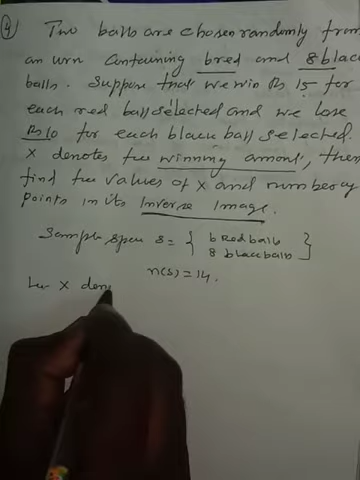 4) Two balls are chosen randomly from
an urn containing 6 red and 8 black
balls. Suppose that we win Rs 15 for
each red ball selected and we lose
Rs 10 for each black ball selected.
X denotes the winning amont, then
find the values of X and number of
points in its Inverse Image.
Sample space S = { 6 Red balls
8 black balls }
n(S) = 14.
Let X den